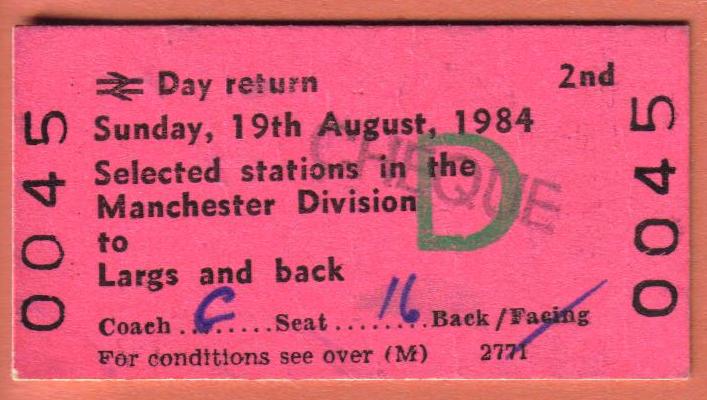 0045
Day return 2nd
Sunday, 19th August, 1984
CHEQUE
D
Selected stations in the
Manchester Division
to
Largs and back
Coach ..C......Seat ........16..Back/Facing
For conditions see over (M) 2771
0045